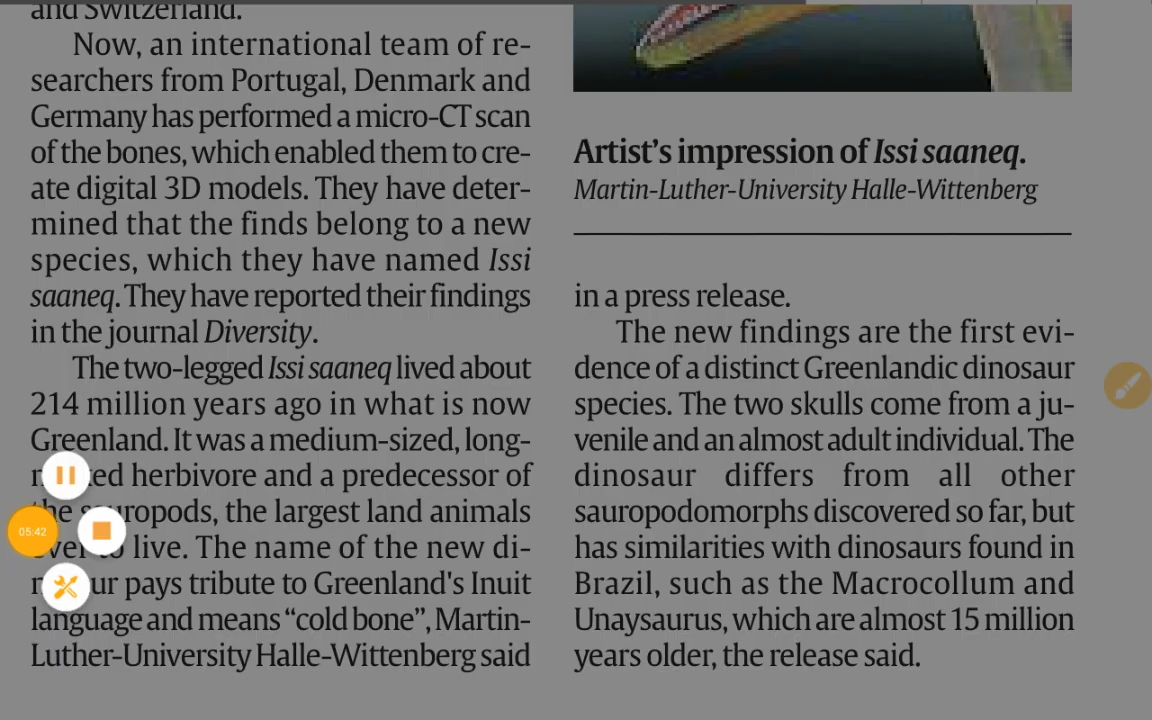 and Switzerland.
Now, an international team of re-
searchers from Portugal, Denmark and
Germany has performed a micro-CT scan
of the bones, which enabled them to cre-
ate digital 3D models. They have deter-
mined that the finds belong to a new
species, which they have named Issi
saaneq. They have reported their findings
in the journal Diversity.
The two-legged Issi saaneq lived about
214 million years ago in what is now
Greenland. It was a medium-sized, long-
herbivore and a predecessor of
the sauropods, the largest land animals
to live. The name of the new di-
pays tribute to Greenland's Inuit
language and means “cold bone”, Martin-
Luther-University Halle-Wittenberg said
05:42
Artist’s impression of Issi saaneq.
Martin-Luther-University Halle-Wittenberg
in a press release.
The new findings are the first evi-
dence of a distinct Greenlandic dinosaur
species. The two skulls come from a ju-
venile and an almost adult individual. The
dinosaur differs from all other
sauropodomorphs discovered so far, but
has similarities with dinosaurs found in
Brazil, such as the Macrocollum and
Unaysaurus, which are almost 15 million
years older, the release said.